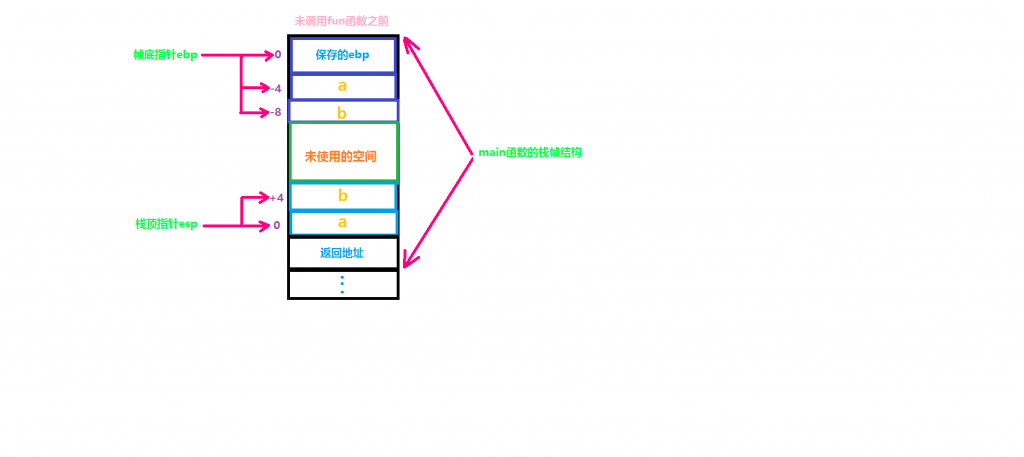 未调用fun函数之前
帧底指针ebp
0
保存的ebp
-4
a
-8
b
未使用的空间
main函数的栈帧结构
+4
b
栈顶指针esp
0
a
返回地址
⋮